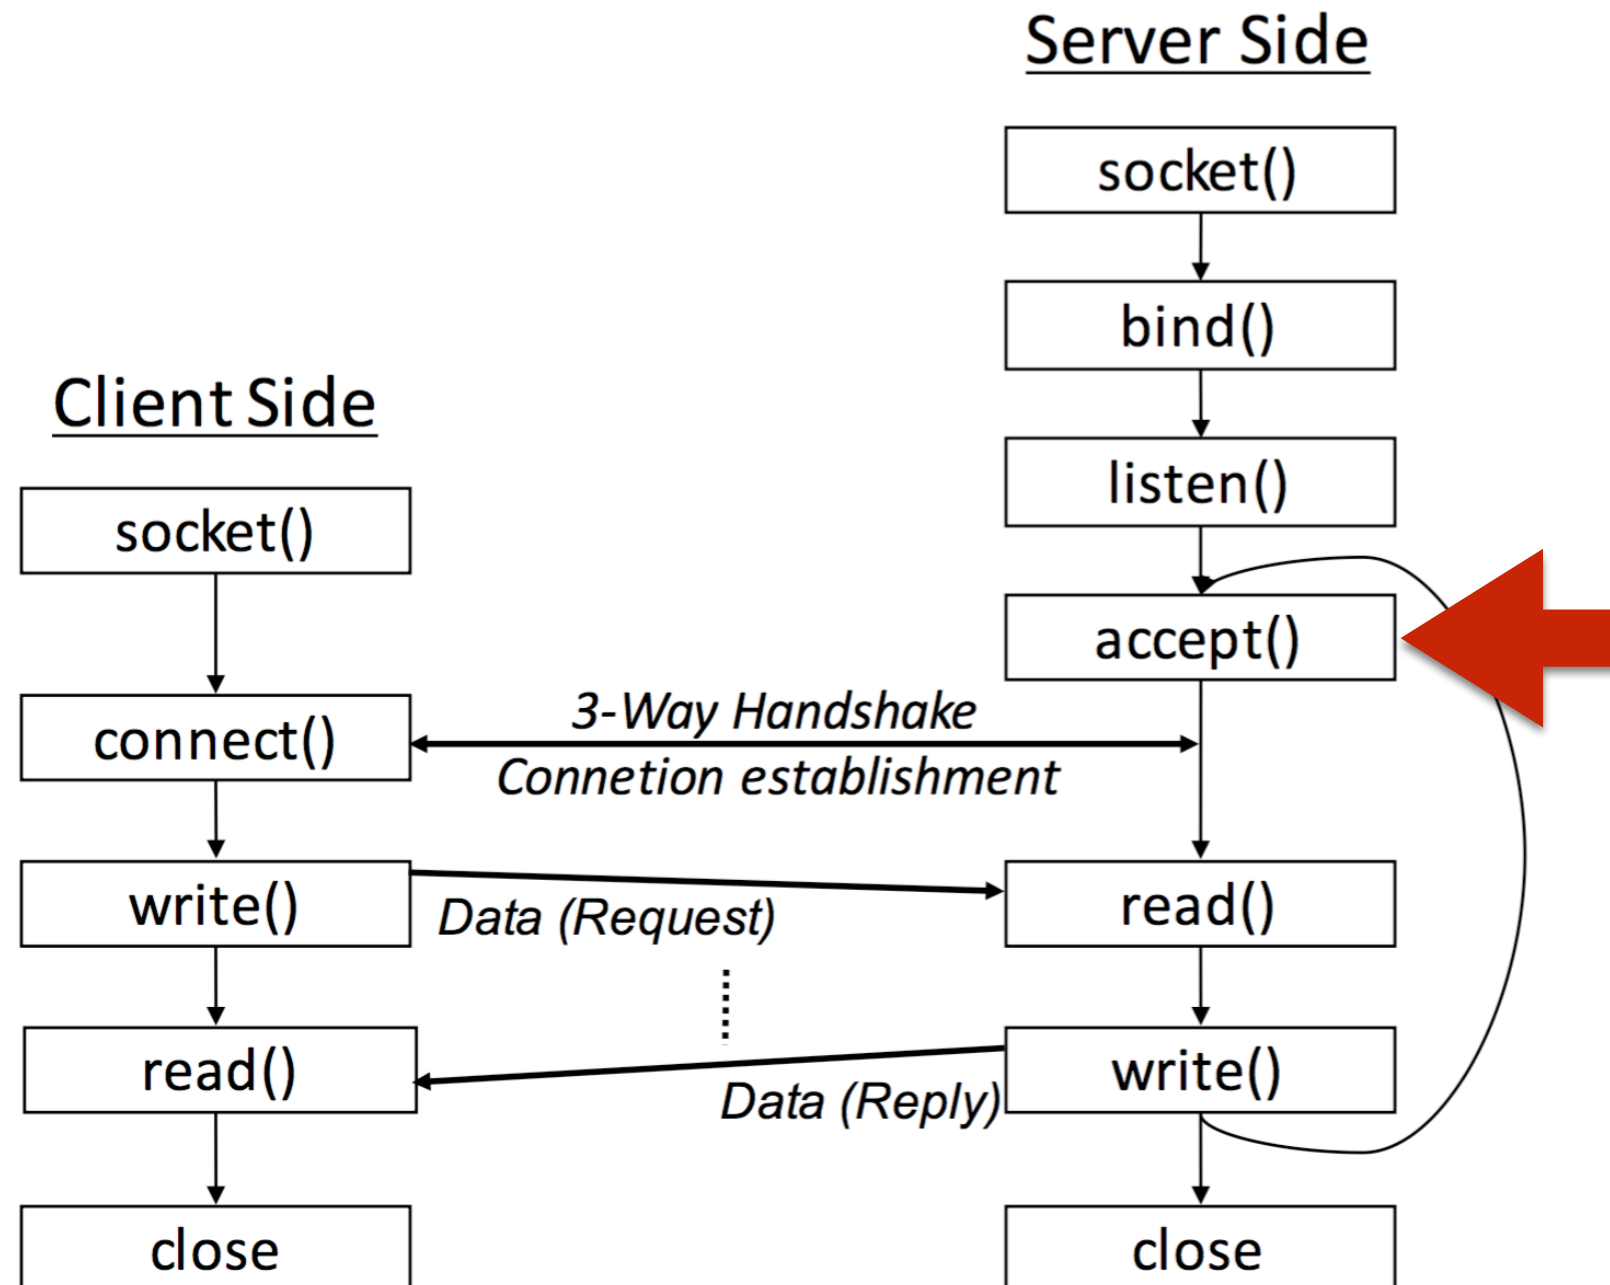 Server Side
socket()
bind()
listen()
accept()
Client Side
socket()
connect()
3-Way Handshake
Connetion establishment
write()
Data (Request)
read()
read()
Data (Reply)
write()
close
close